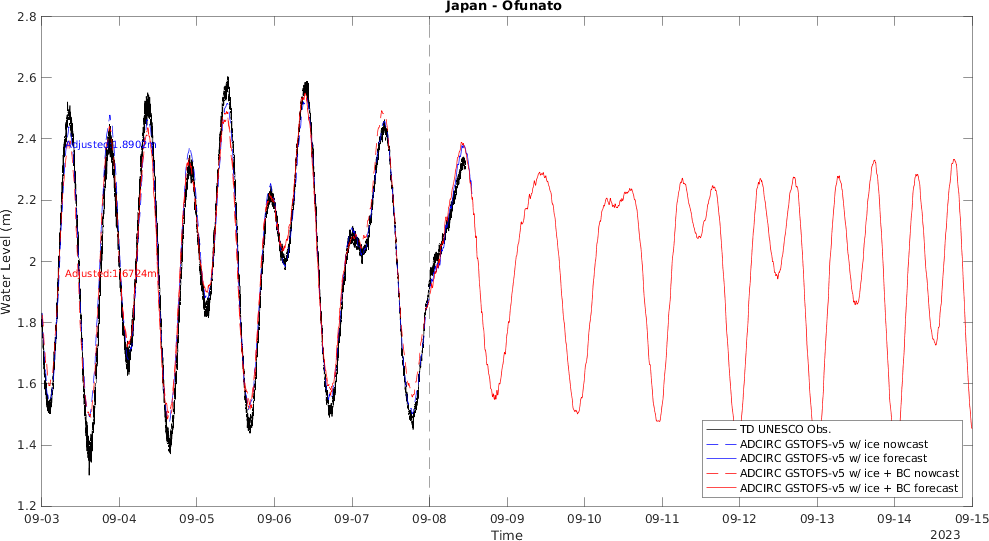 Japan - Ofunato
2.8
2.6
2.4
2.2
2
1.8
1.6
1.4
1.2
Water Level (m)
Adjusted:1.8902m
Adjusted:1.6724m
TD UNESCO Obs.
ADCIRC GSTOFS-v5 w/ ice nowcast
ADCIRC GSTOFS-v5 w/ ice forecast
ADCIRC GSTOFS-v5 w/ ice + BC nowcast
ADCIRC GSTOFS-v5 w/ ice + BC forecast
09-03 09-04 09-05 09-06 09-07 09-08 09-09 09-10 09-11 09-12 09-13 09-14 09-15
Time
2023